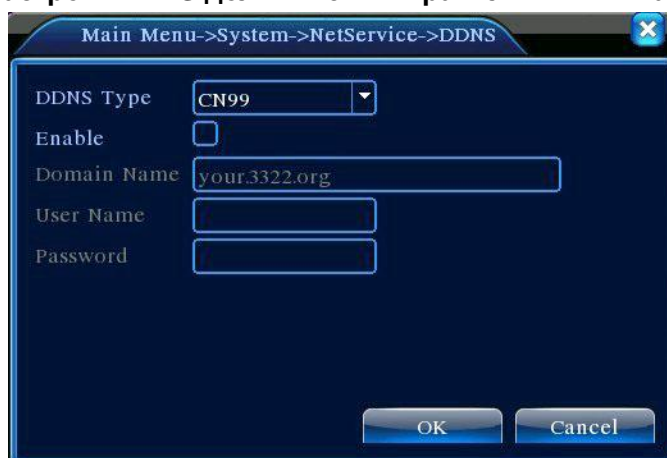 Main Menu->System->NetService->DDNS
DDNS Type CN99
Enable
Domain Name your.3322.org
User Name
Password
OK Cancel